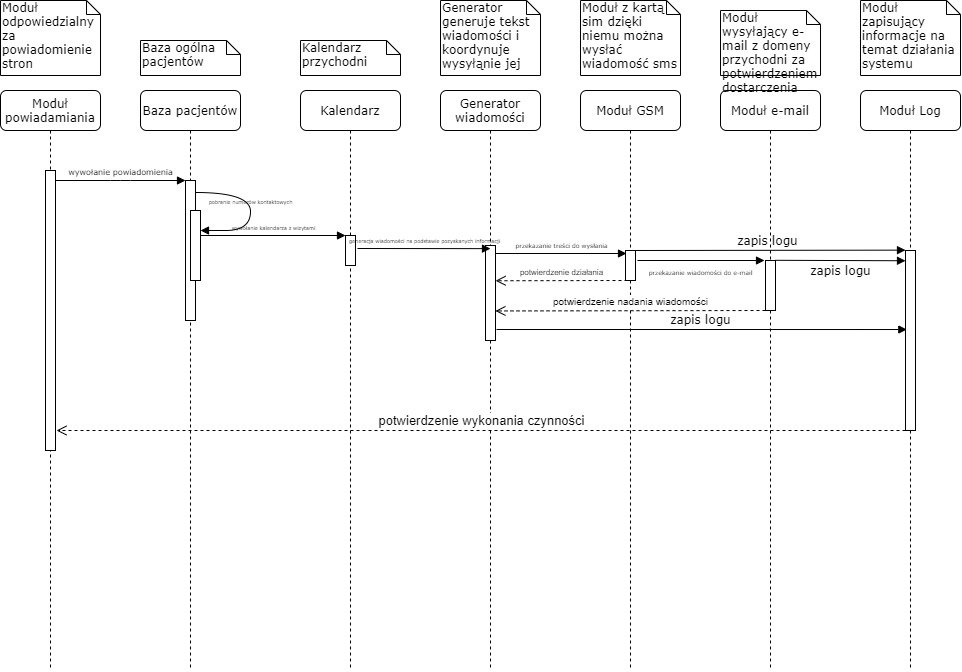 Moduł
odpowiedzialny
za
powiadomienie
stron
Baza ogólna
pacjentów
Kalendarz
przychodni
Generator
generuje tekst
wiadomości i
koordynuje
wysyłąnie jej
Moduł z kartą
sim dzięki
niemu można
wysłać
wiadomość sms
Moduł
wysyłający e-
mail z domeny
przychodni za
potwierdzeniem
dostarczenia
Moduł
zapisujący
informacje na
temat działania
systemu
Moduł
powiadamiania
Baza pacjentów
Kalendarz
Generator
wiadomości
Moduł GSM
Moduł e-mail
Moduł Log
wywołanie powiadomienia
pobranie numerów kontaktowych
wywołanie kalendarza z wizytami
generacja wiadomości na podstawie pozyskanych informacji
przekazanie treści do wysłania
zapis logu
potwierdzenie działania
przekazanie wiadomości do e-mail
zapis logu
potwierdzenie nadania wiadomości
zapis logu
potwierdzenie wykonania czynności